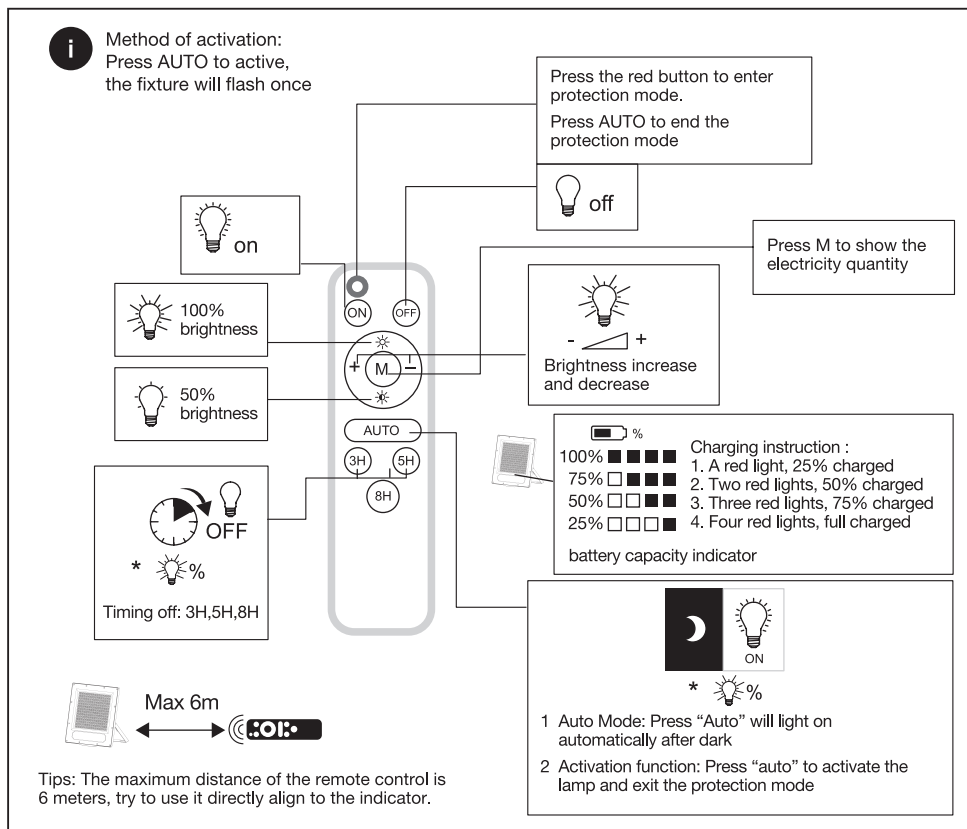 i
Method of activation:
Press AUTO to active,
the fixture will flash once
Press the red button to enter
protection mode.
Press AUTO to end the
protection mode
off
on
Press M to show the
electricity quantity
100%
brightness
50%
brightness
ON
OFF
+ M −
AUTO
3H
5H
8H
- +
Brightness increase
and decrease
%
100%
75%
50%
25%
Charging instruction :
1. A red light, 25% charged
2. Two red lights, 50% charged
3. Three red lights, 75% charged
4. Four red lights, full charged
battery capacity indicator
OFF
* %
Timing off: 3H,5H,8H
ON
* %
1 Auto Mode: Press “Auto” will light on
automatically after dark
2 Activation function: Press “auto” to activate the
lamp and exit the protection mode
Max 6m
Tips: The maximum distance of the remote control is
6 meters, try to use it directly align to the indicator.